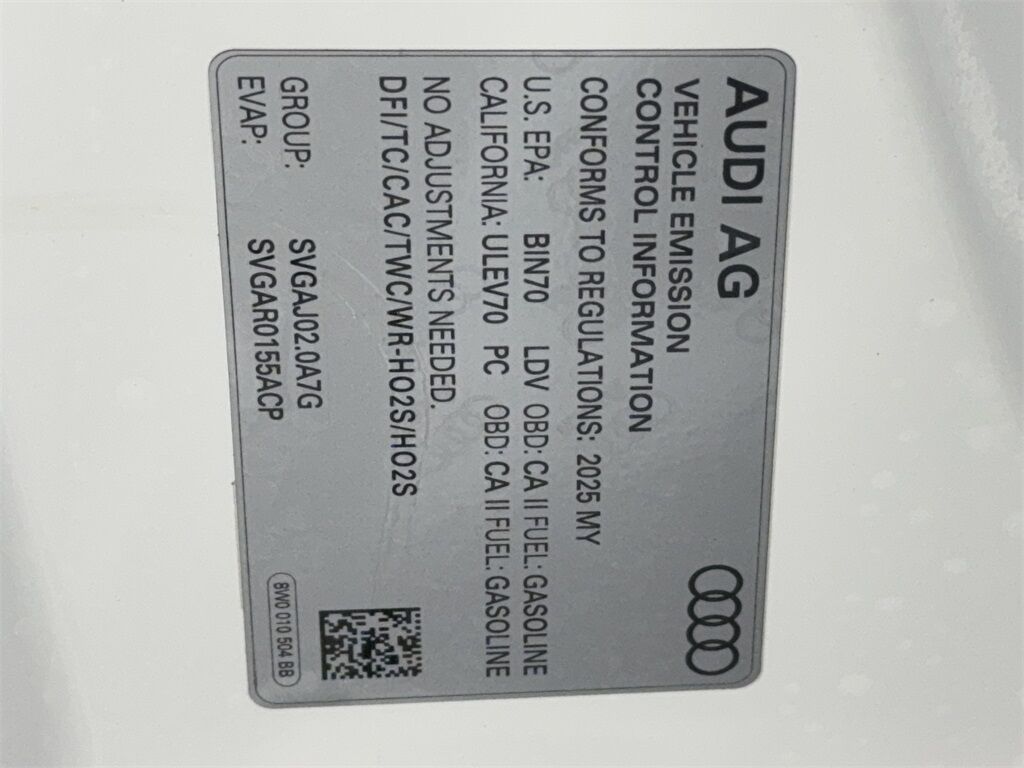 AUDI AG
VEHICLE EMISSION
CONTROL INFORMATION
CONFORMS TO REGULATIONS: 2025 MY
U.S. EPA: BIN70 LDV OBD: CA II FUEL: GASOLINE
CALIFORNIA: ULEV70 PC OBD: CA II FUEL: GASOLINE
NO ADJUSTMENTS NEEDED.
DFI/TC/CAC/TWC/WR-HO2S/HO2S
GROUP: SVGAJ02.0A7G
EVAP: SVGAR0155ACP
8W0 010 504 BB